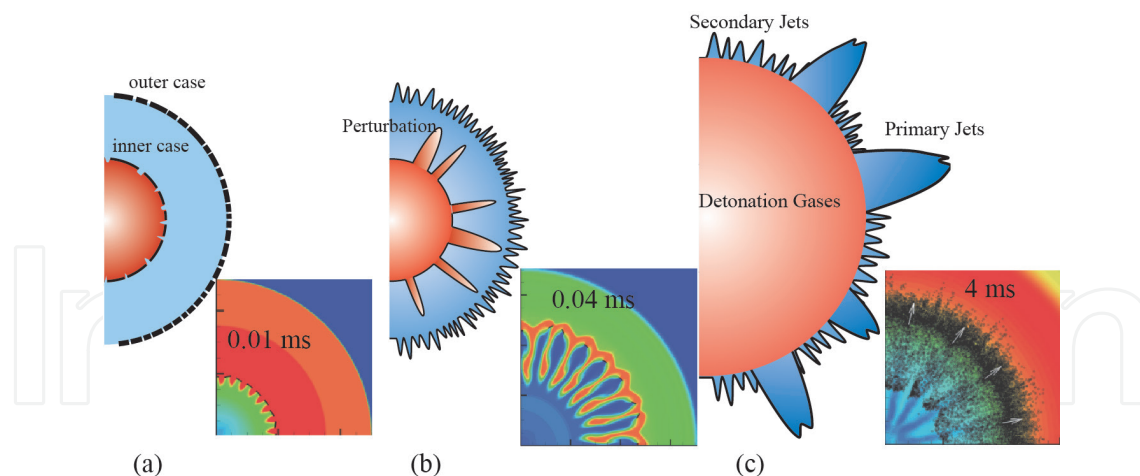 outer case
inner case
0.01 ms
(a)
Perturbation
0.04 ms
(b)
Secondary Jets
Primary Jets
Detonation Gases
4 ms
(c)